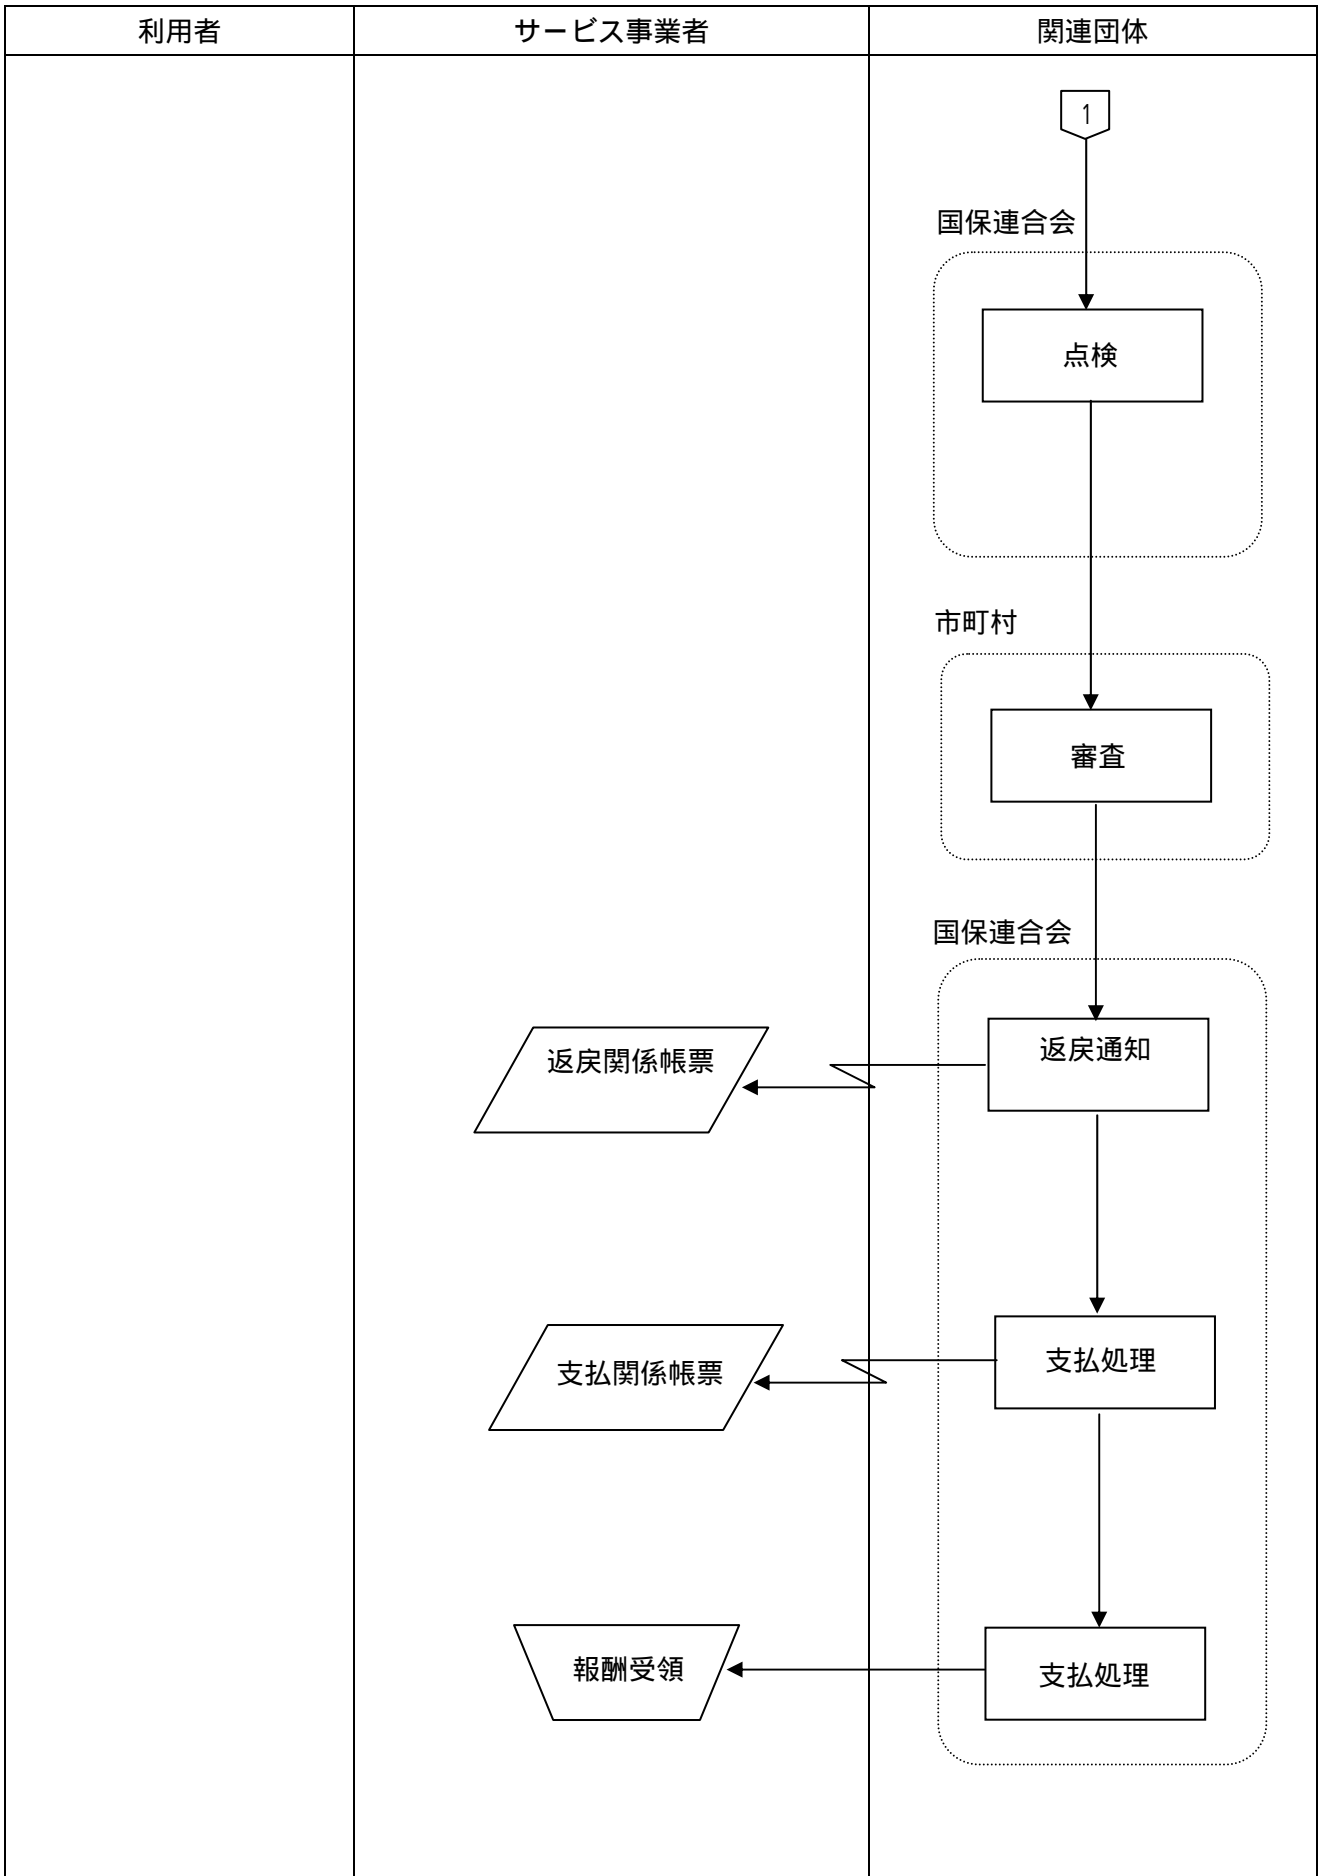 利用者
サービス事業者
関連団体
1
国保連合会
点検
市町村
審査
国保連合会
返戻通知
返戻関係帳票
支払処理
支払関係帳票
支払処理
報酬受領